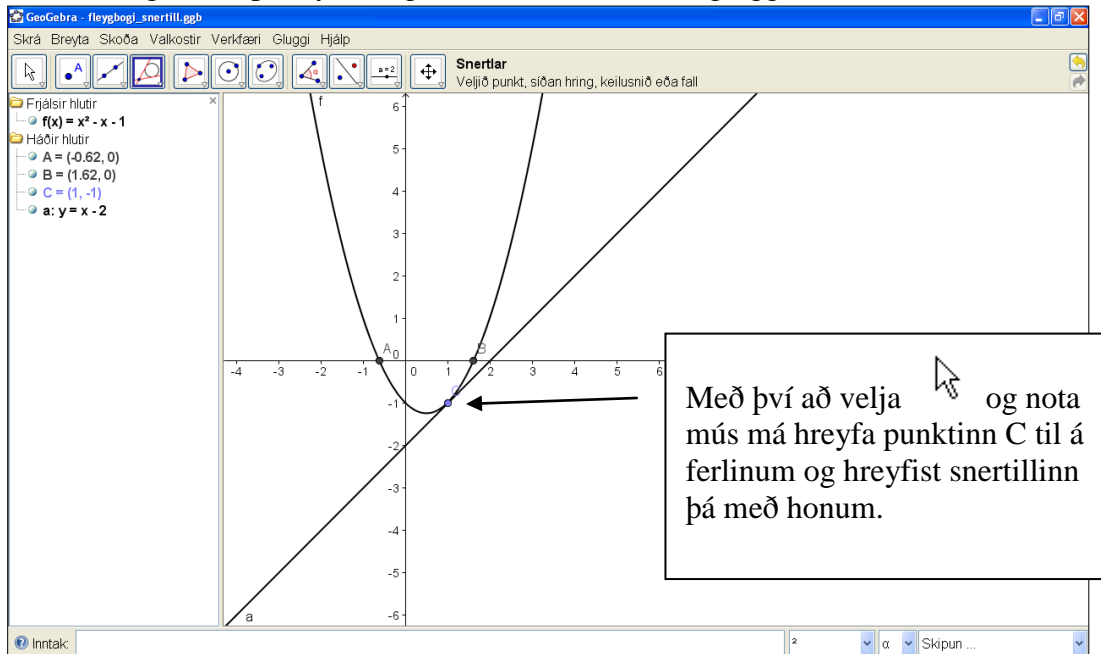 GeoGebra - fleygbogi_snertill.ggb
Skrá Breyta Skoða Valkostir Verkfæri Gluggi Hjálp
A α a=2
Snertlar
Veljið punkt, síðan hring, keilusnið eða fall
Frjálsir hlutir
f(x) = x² - x - 1
Háðir hlutir
A = (-0.62, 0)
B = (1.62, 0)
C = (1, -1)
a: y = x - 2
f
6
5
4
3
2
1
A 0 B
-4 -3 -2 -1 0 1 2 3 4 5 6
C
-1
-2
-3
-4
-5
-6
a
Með því að velja og nota
mús má hreyfa punktinn C til á
ferlinum og hreyfist snertillinn
þá með honum.
Inntak: ² α Skipun ...